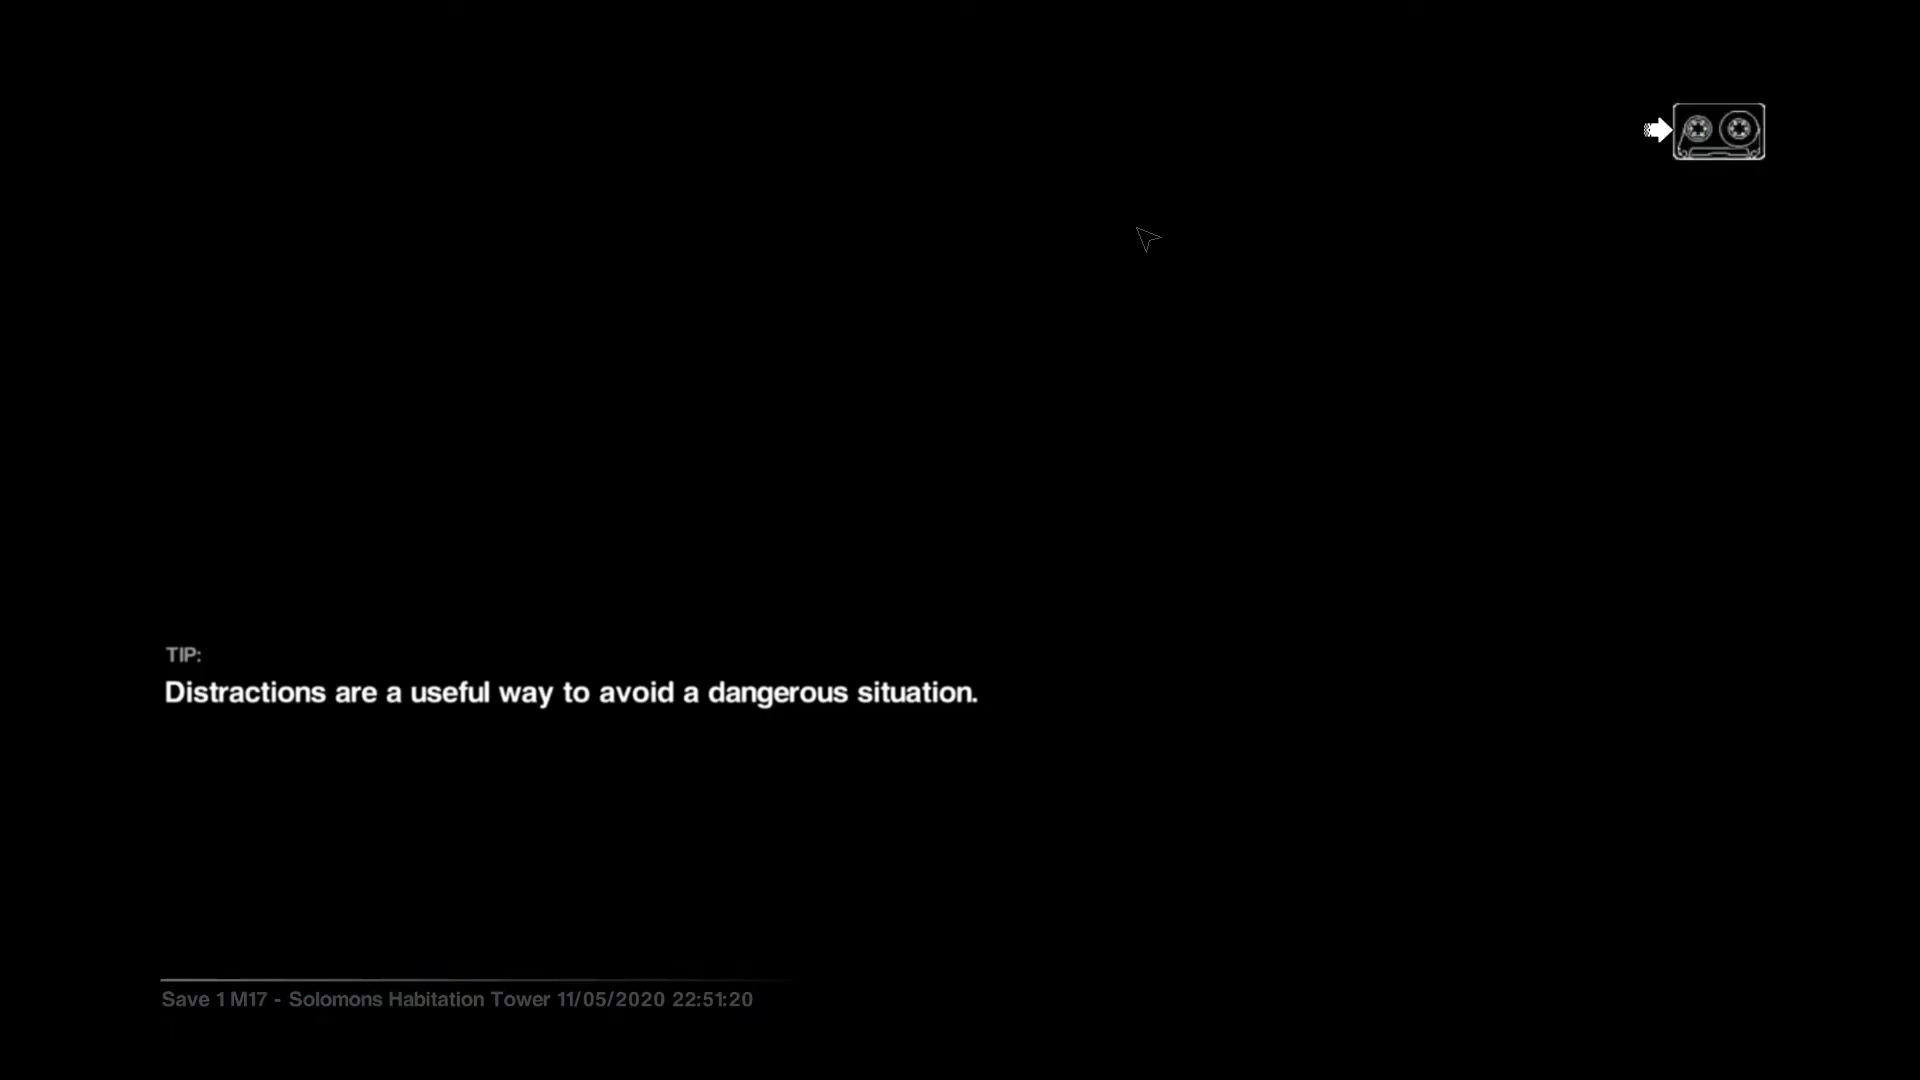 TIP:
Distractions are a useful way to avoid a dangerous situation.
Save 1 M17 - Solomons Habitation Tower 11/05/2020 22:51:20